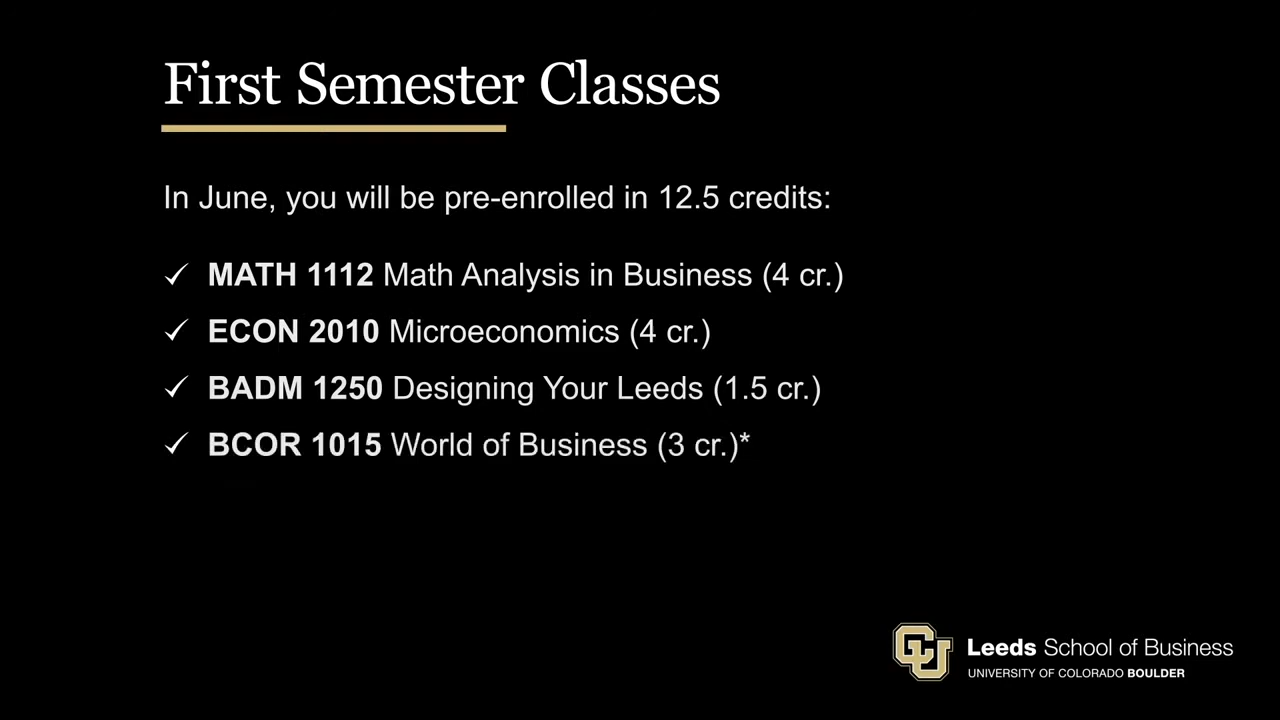 First Semester Classes
In June, you will be pre-enrolled in 12.5 credits:
✓ MATH 1112 Math Analysis in Business (4 cr.)
✓ ECON 2010 Microeconomics (4 cr.)
✓ BADM 1250 Designing Your Leeds (1.5 cr.)
✓ BCOR 1015 World of Business (3 cr.)*
CU Leeds School of Business
UNIVERSITY OF COLORADO BOULDER